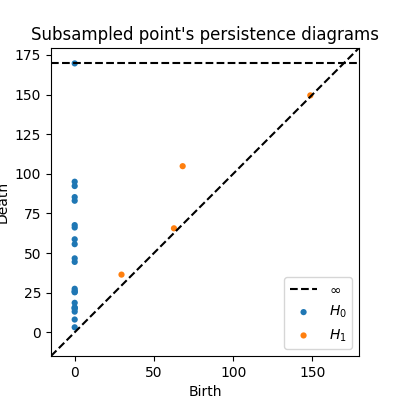 Subsampled point's persistence diagrams
175
150
125
100
75
50
25
0
Death
0 50 100 150
Birth
∞
H₀
H₁